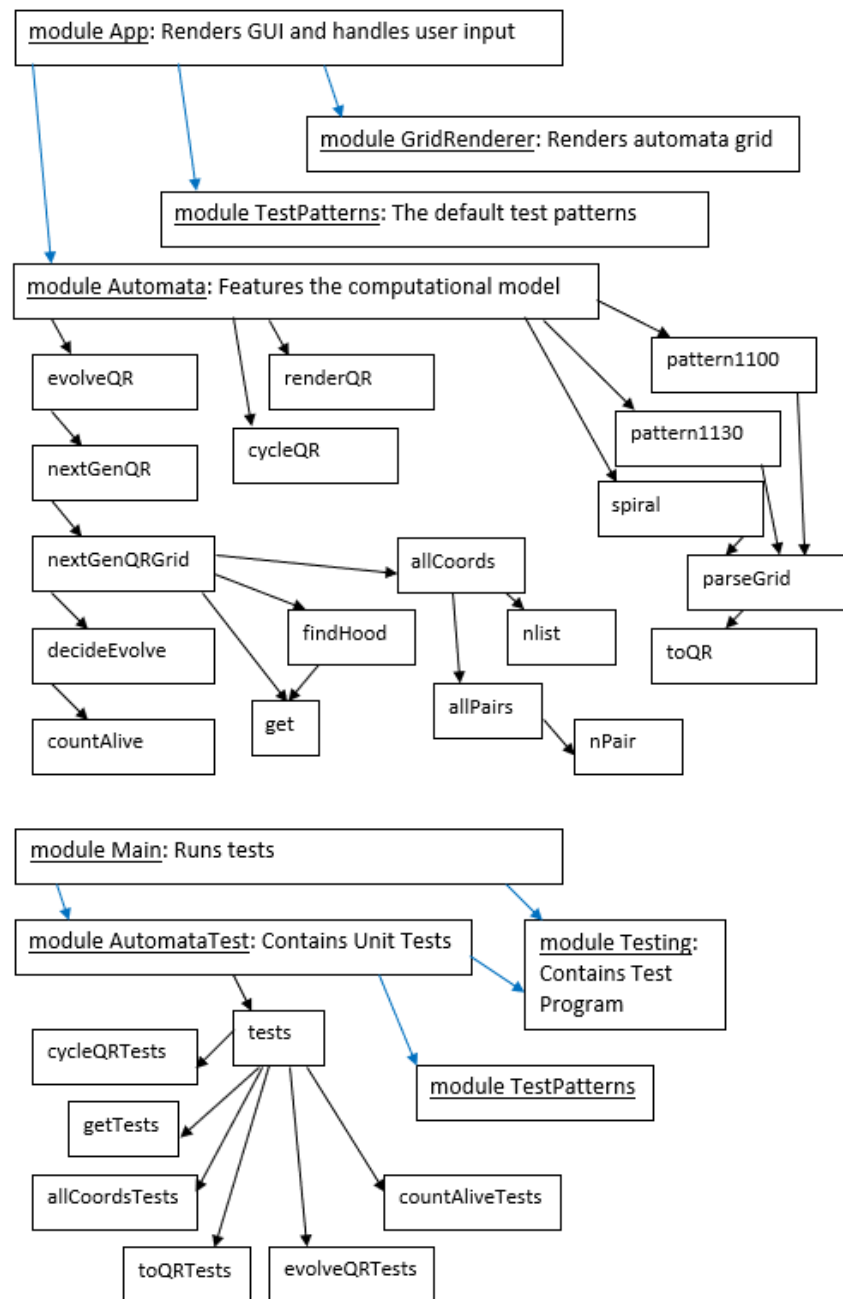 module App: Renders GUI and handles user input
module GridRenderer: Renders automata grid
module TestPatterns: The default test patterns
module Automata: Features the computational model
evolveQR
renderQR
pattern1100
cycleQR
pattern1130
nextGenQR
spiral
nextGenQRGrid
allCoords
parseGrid
findHood
nlist
decideEvolve
toQR
allPairs
get
countAlive
nPair
module Main: Runs tests
module AutomataTest: Contains Unit Tests
module Testing:
Contains Test
Program
tests
cycleQRTests
module TestPatterns
getTests
allCoordsTests
countAliveTests
toQRTests
evolveQRTests